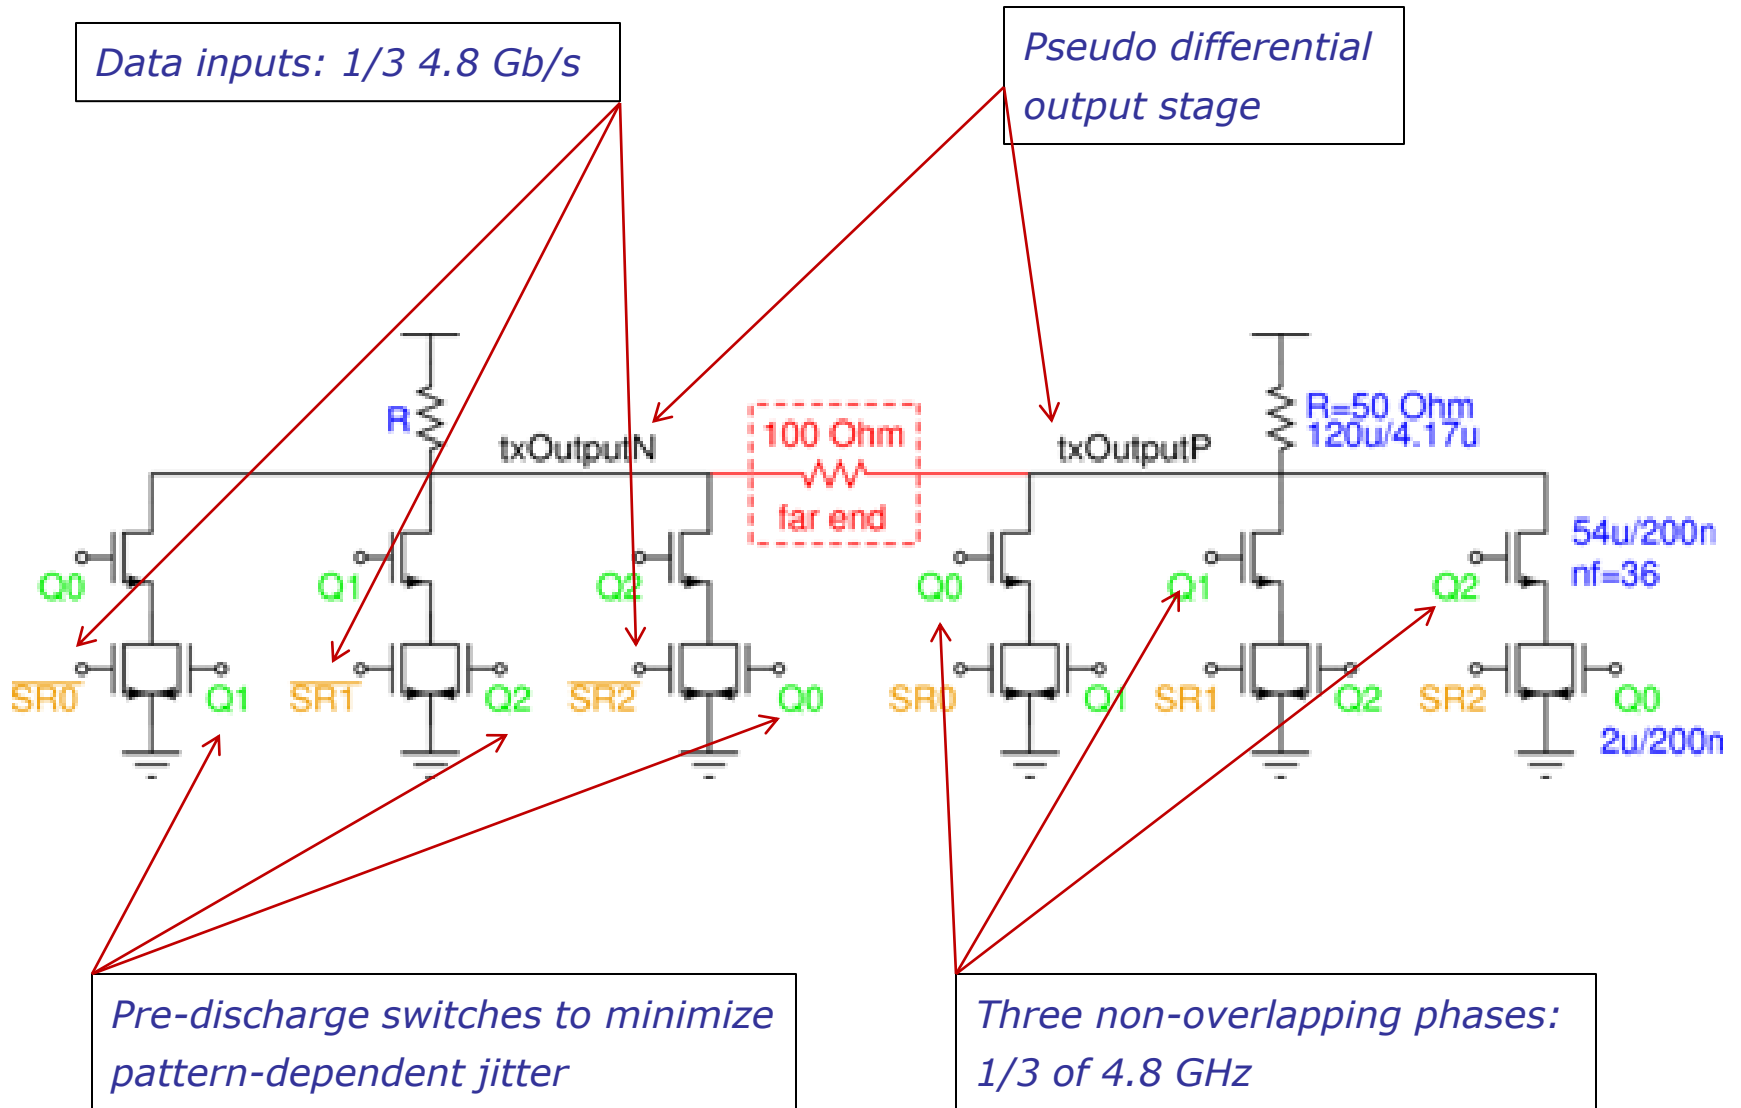 Data inputs: 1/3 4.8 Gb/s
Pseudo differential
output stage
R
txOutputN
100 Ohm
far end
txOutputP
R=50 Ohm
120u/4.17u
Q0
Q1
Q2
Q0
Q1
Q2
54u/200n
nf=36
S̅R̅0̅
Q1
S̅R̅1̅
Q2
S̅R̅2̅
Q0
SR0
Q1
SR1
Q2
SR2
Q0
2u/200n
Pre-discharge switches to minimize
pattern-dependent jitter
Three non-overlapping phases:
1/3 of 4.8 GHz